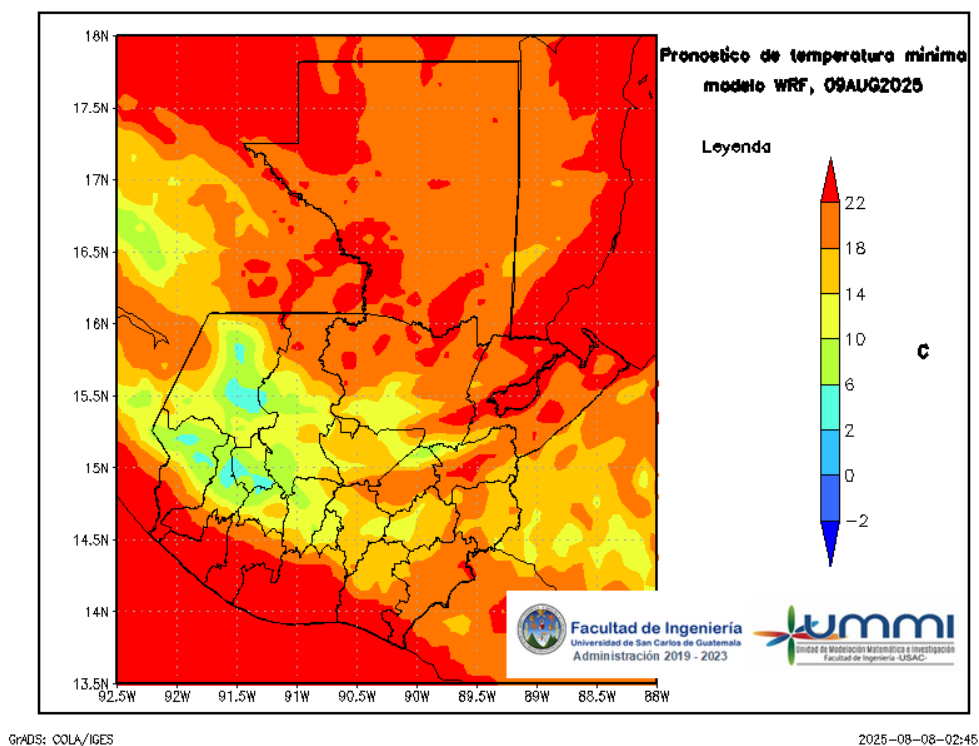 Pronostico de temperatura minima
modelo WRF, 09AUG2025
Leyenda
22
18
14
10
6
2
0
-2
C
18N
17.5N
17N
16.5N
16N
15.5N
15N
14.5N
14N
13.5N
92.5W 92W 91.5W 91W 90.5W 90W 89.5W 89W 88.5W 88W
Facultad de Ingeniería
Universidad de San Carlos de Guatemala
Administración 2019 - 2023
ummi
Unidad de Modelación Matemática e Investigación
Facultad de Ingeniería -USAC-
GrADS: COLA/IGES
2025-08-08-02:45